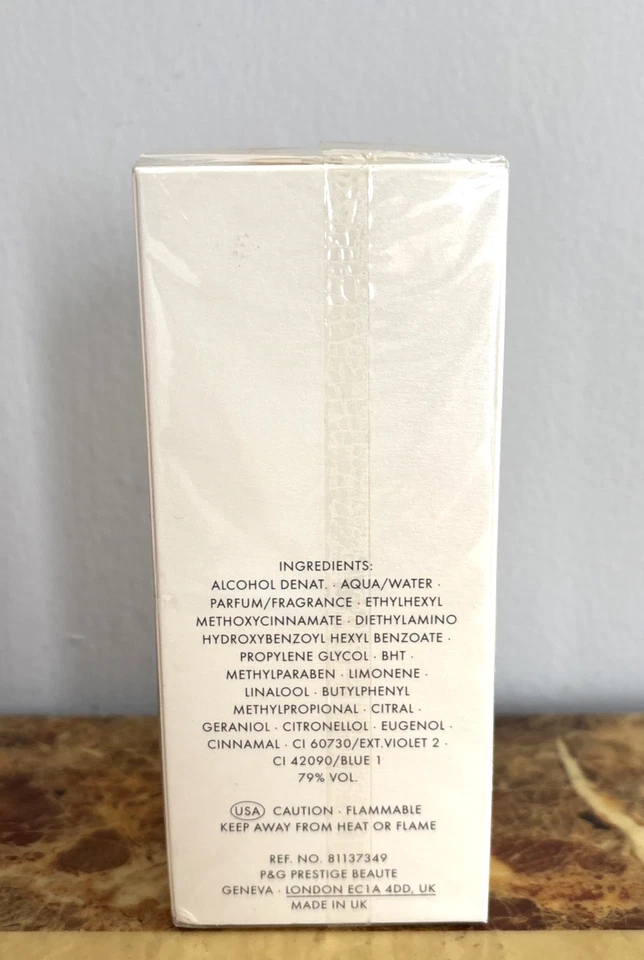 INGREDIENTS:
ALCOHOL DENAT. · AQUA/WATER ·
PARFUM/FRAGRANCE · ETHYLHEXYL
METHOXYCINNAMATE · DIETHYLAMINO
HYDROXYBENZOYL HEXYL BENZOATE ·
PROPYLENE GLYCOL · BHT ·
METHYLPARABEN · LIMONENE ·
LINALOOL · BUTYLPHENYL
METHYLPROPIONAL · CITRAL ·
GERANIOL · CITRONELLOL · EUGENOL ·
CINNAMAL · CI 60730/EXT.VIOLET 2 ·
CI 42090/BLUE 1
79% VOL.
USA CAUTION · FLAMMABLE
KEEP AWAY FROM HEAT OR FLAME
REF. NO. 81137349
P&G PRESTIGE BEAUTE
GENEVA · LONDON EC1A 4DD, UK
MADE IN UK